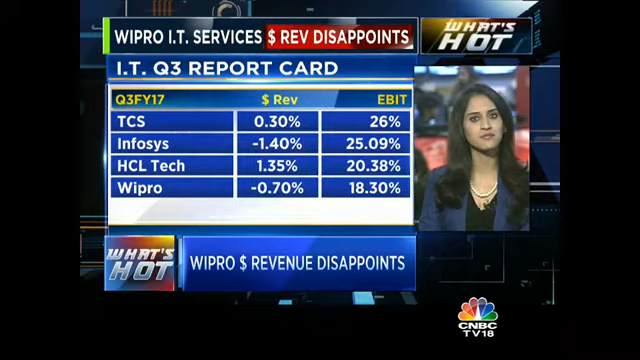 WIPRO I.T. SERVICES $ REV DISAPPOINTS
WHAT'S
HOT
I.T. Q3 REPORT CARD
Q3FY17 $ Rev EBIT
TCS 0.30% 26%
Infosys -1.40% 25.09%
HCL Tech 1.35% 20.38%
Wipro -0.70% 18.30%
WHAT'S
HOT
WIPRO $ REVENUE DISAPPOINTS
CNBC
TV18